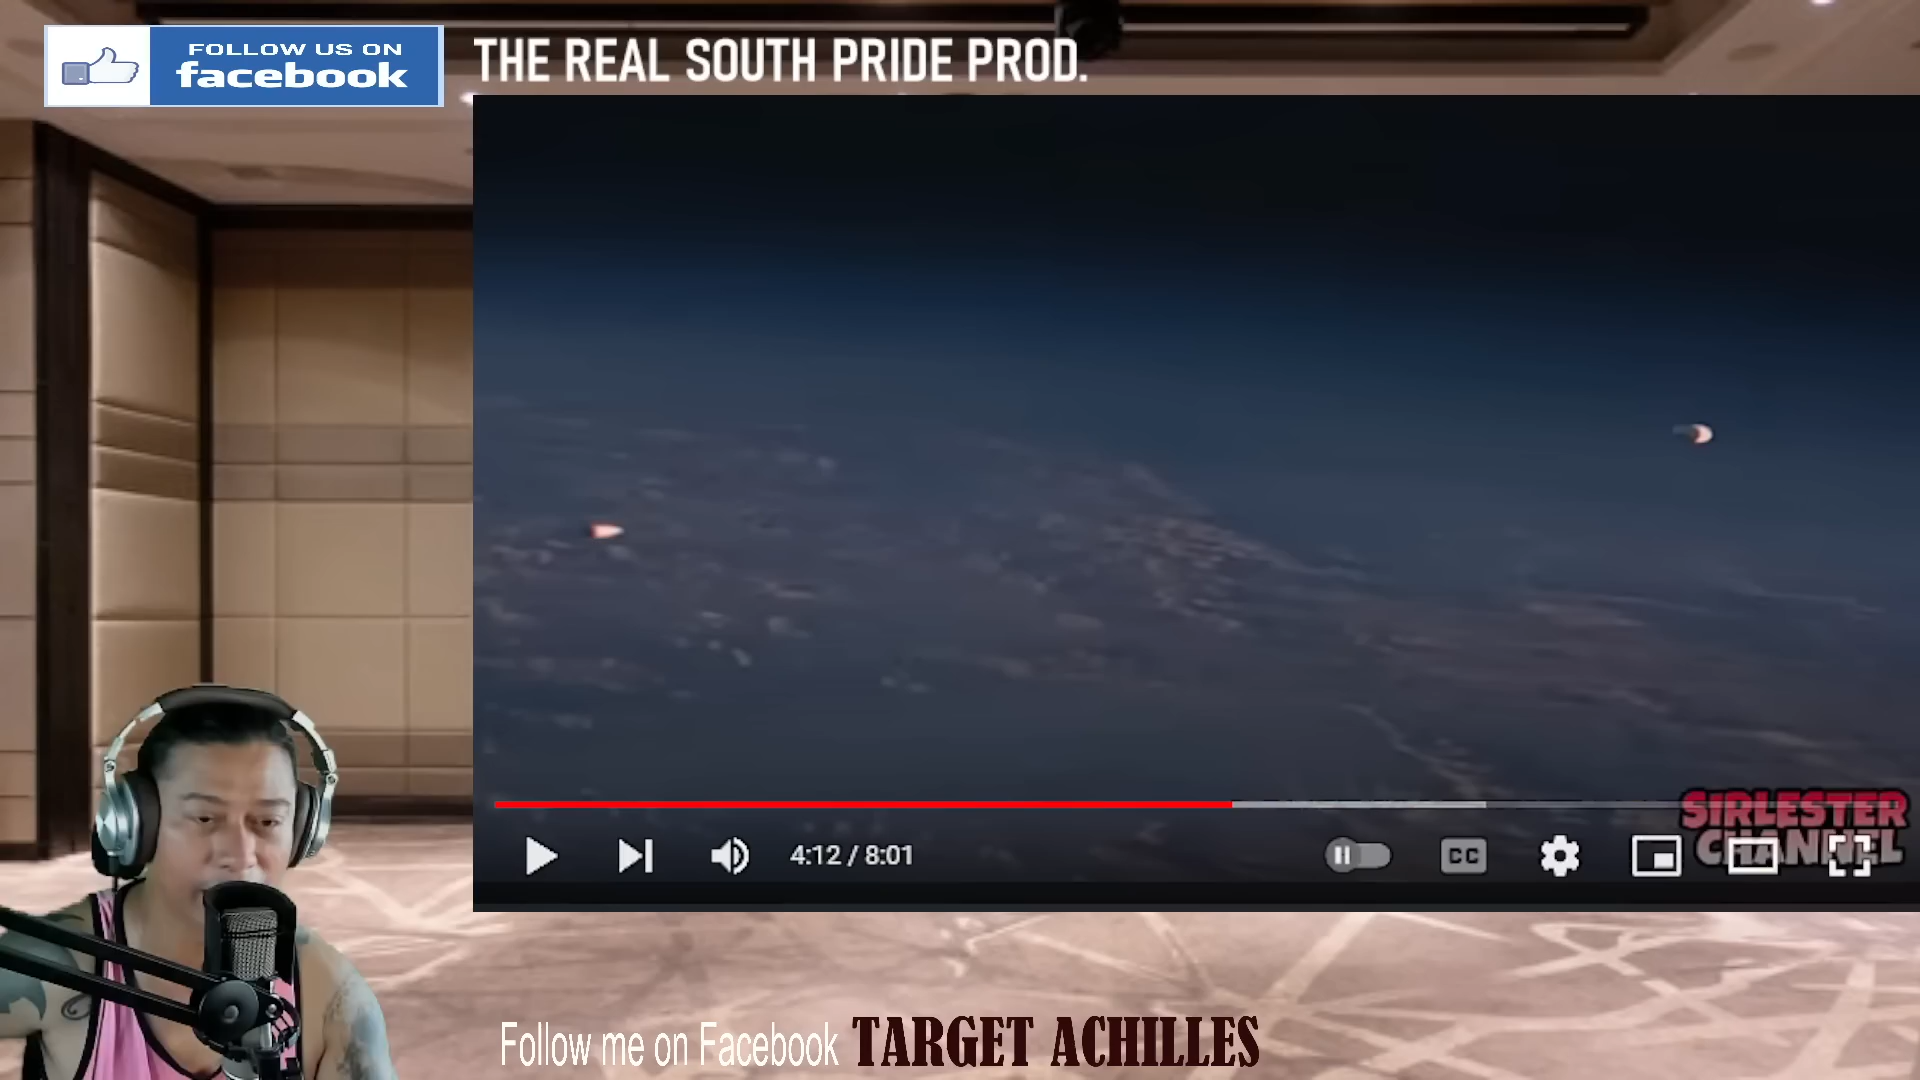 FOLLOW US ON
facebook
THE REAL SOUTH PRIDE PROD.
SIRLESTER
CHANNEL
4:12 / 8:01
CC
Follow me on Facebook TARGET ACHILLES